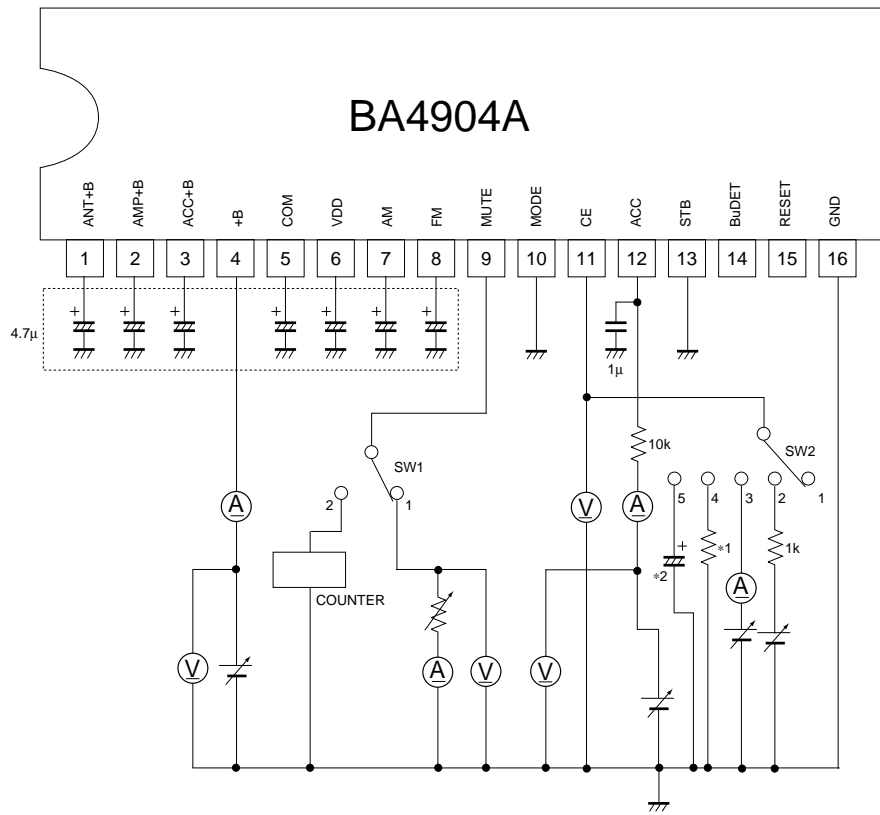 BA4904A
ANT+B
AMP+B
ACC+B
+B
COM
VDD
AM
FM
MUTE
MODE
CE
ACC
STB
BuDET
RESET
GND
1 2 3 4 5 6 7 8 9 10 11 12 13 14 15 16
4.7μ
1μ
10k
SW1
2
1
SW2
5
4
3
2
1
A
V
A
*1
1k
*2
+
+
+
+
+
+
+
+
COUNTER
A
V
A
V
V